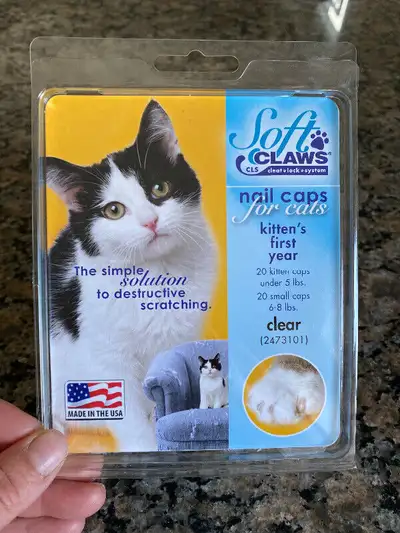 Soft
CLAWS
CLS cleat • lock • system
nail caps
for cats
kitten's
first
year
20 kitten caps
under 5 lbs.
20 small caps
6-8 lbs.
clear
(2473101)
The simple
solution
to destructive
scratching.
MADE IN THE USA